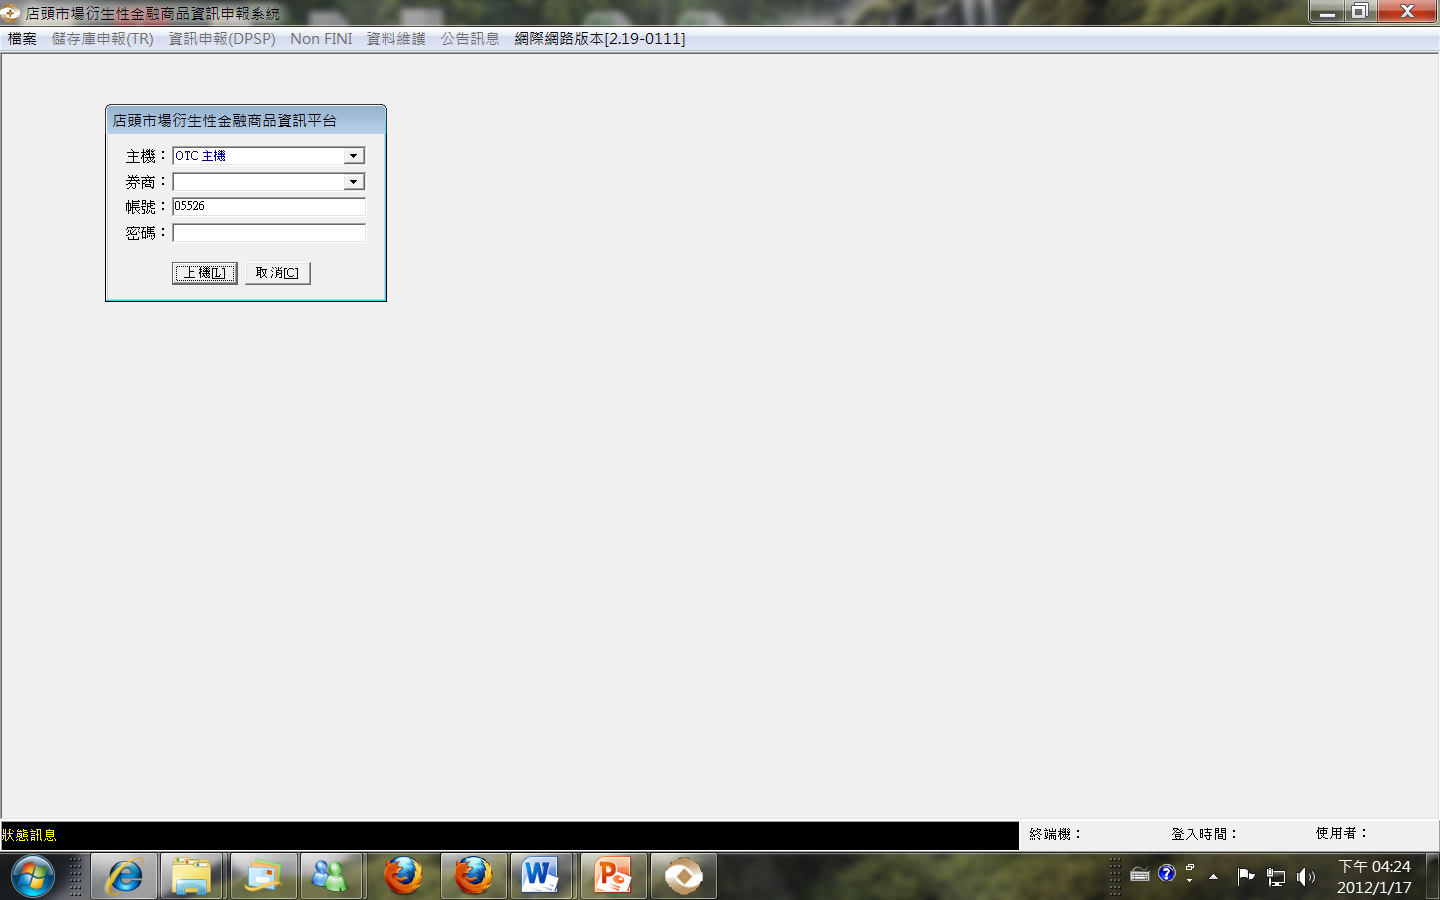 店頭市場衍生性金融商品資訊申報系統
檔案 儲存庫申報(TR) 資訊申報(DPSP) Non FINI 資料維護 公告訊息 網際網路版本[2.19-0111]
店頭市場衍生性金融商品資訊平台
主機： OTC 主機
券商：
帳號： 05526
密碼：
上機[L] 取消[C]
狀態訊息 終端機： 登入時間： 使用者：
下午 04:24
2012/1/17